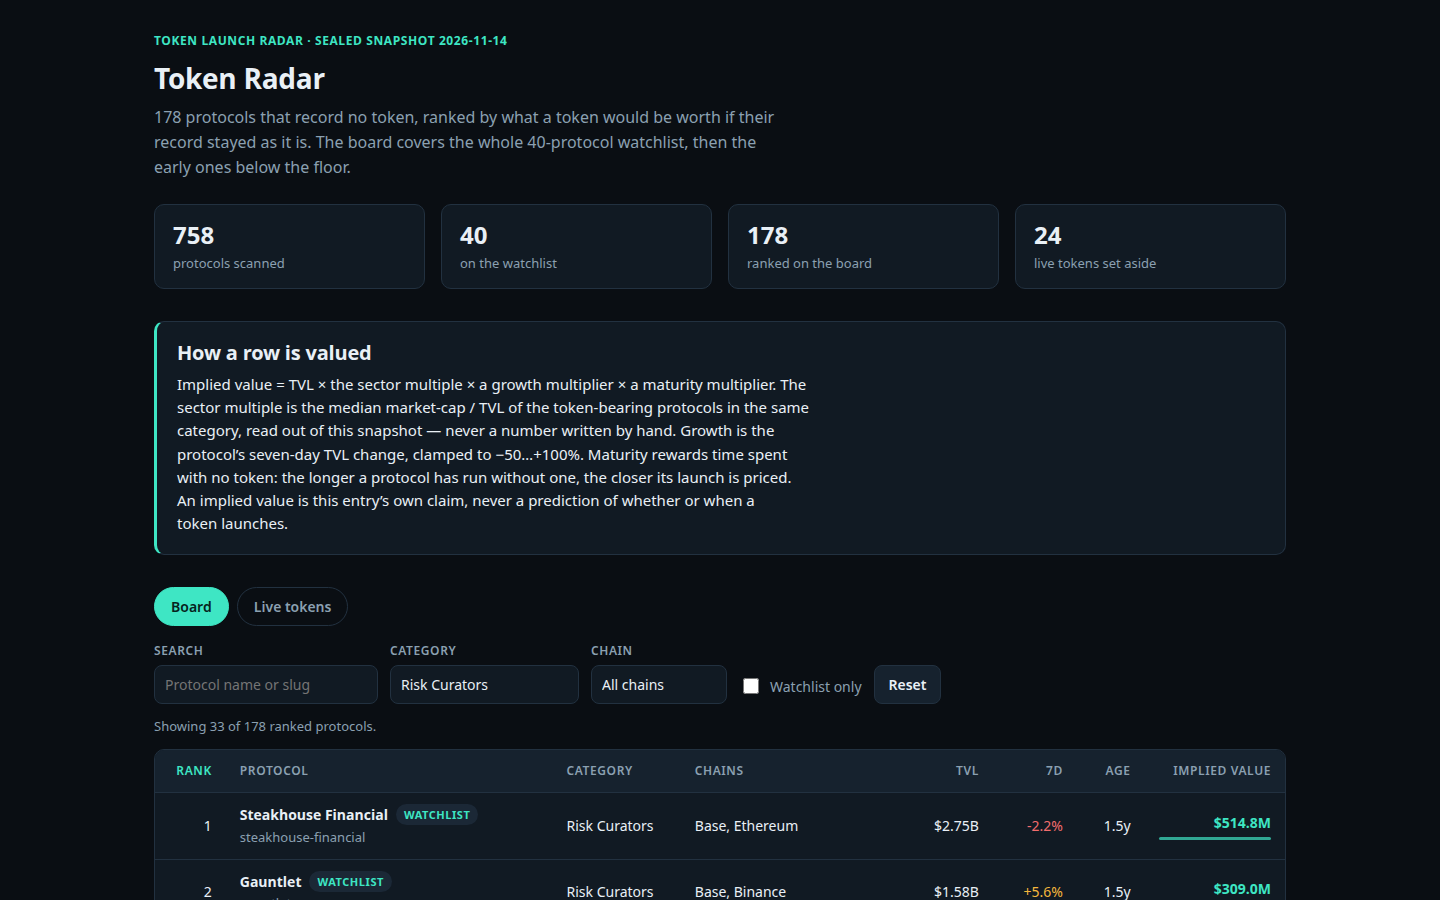 TOKEN LAUNCH RADAR · SEALED SNAPSHOT 2026-11-14
Token Radar
178 protocols that record no token, ranked by what a token would be worth if their
record stayed as it is. The board covers the whole 40-protocol watchlist, then the
early ones below the floor.
758
protocols scanned
40
on the watchlist
178
ranked on the board
24
live tokens set aside
How a row is valued
Implied value = TVL × the sector multiple × a growth multiplier × a maturity multiplier. The
sector multiple is the median market-cap / TVL of the token-bearing protocols in the same
category, read out of this snapshot — never a number written by hand. Growth is the
protocol’s seven-day TVL change, clamped to −50…+100%. Maturity rewards time spent
with no token: the longer a protocol has run without one, the closer its launch is priced.
An implied value is this entry’s own claim, never a prediction of whether or when a
token launches.
Board Live tokens
SEARCH CATEGORY CHAIN
Protocol name or slug Risk Curators All chains Watchlist only Reset
Showing 33 of 178 ranked protocols.
RANK PROTOCOL CATEGORY CHAINS TVL 7D AGE IMPLIED VALUE
1 Steakhouse Financial WATCHLIST Risk Curators Base, Ethereum $2.75B -2.2% 1.5y $514.8M
steakhouse-financial
2 Gauntlet WATCHLIST Risk Curators Base, Binance $1.58B +5.6% 1.5y $309.0M